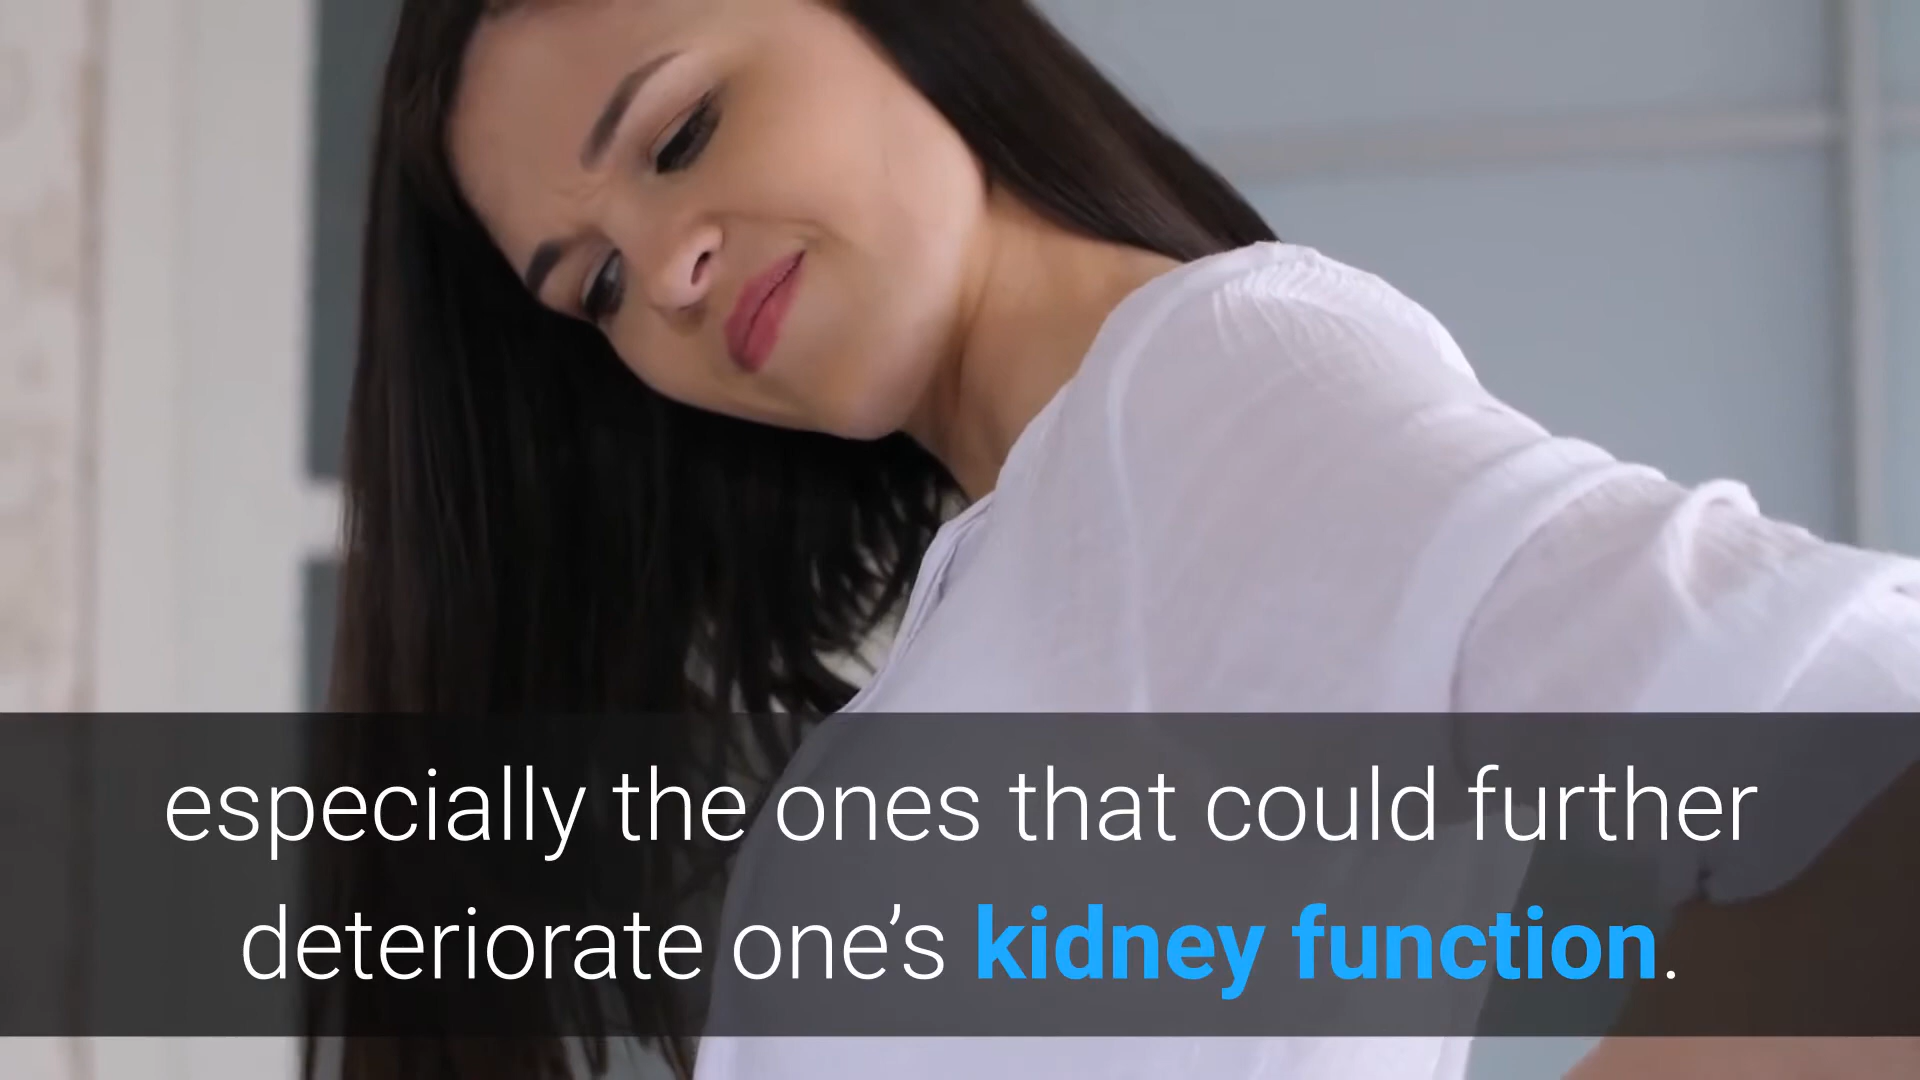 especially the ones that could further
deteriorate one’s kidney function.